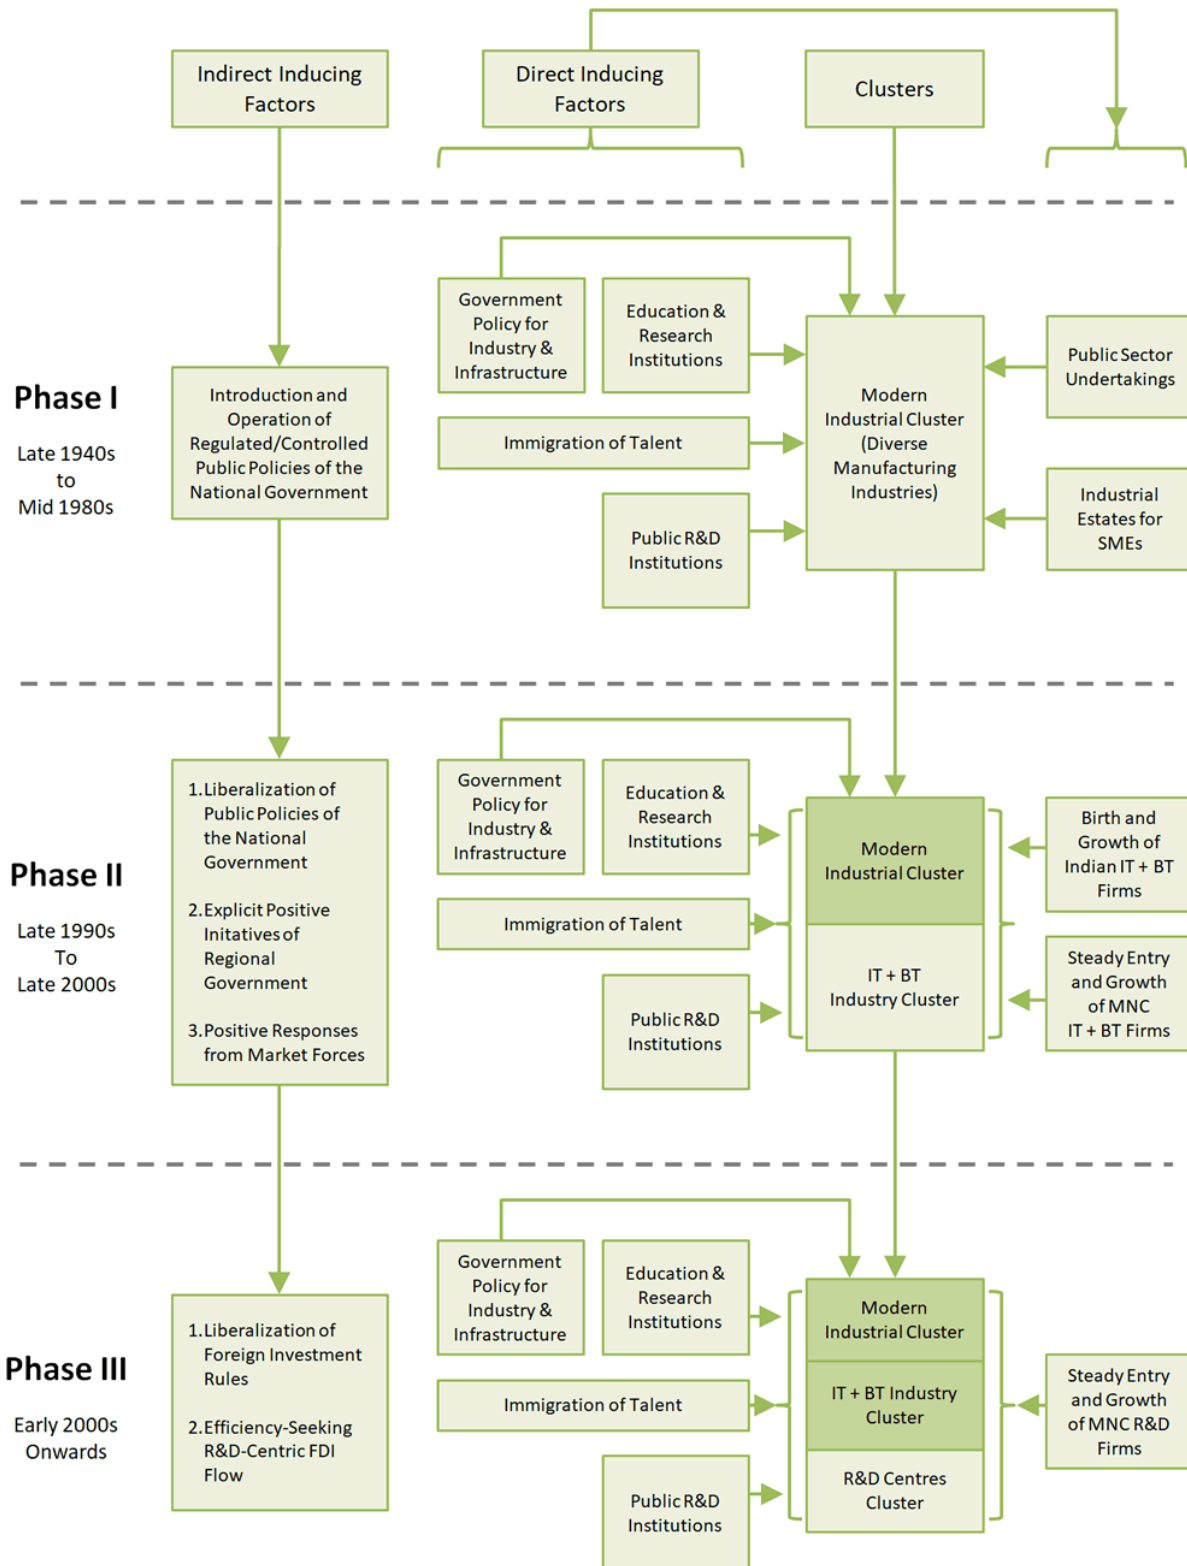 Indirect Inducing
Factors
Direct Inducing
Factors
Clusters
Phase I
Late 1940s
to
Mid 1980s
Introduction and
Operation of
Regulated/Controlled
Public Policies of the
National Government
Government
Policy for
Industry &
Infrastructure
Education &
Research
Institutions
Immigration of Talent
Public R&D
Institutions
Modern
Industrial Cluster
(Diverse
Manufacturing
Industries)
Public Sector
Undertakings
Industrial
Estates for
SMEs
Phase II
Late 1990s
To
Late 2000s
1.Liberalization of
Public Policies of
the National
Government
2.Explicit Positive
Initatives of
Regional
Government
3.Positive Responses
from Market Forces
Government
Policy for
Industry &
Infrastructure
Education &
Research
Institutions
Immigration of Talent
Public R&D
Institutions
Modern
Industrial Cluster
IT + BT
Industry Cluster
Birth and
Growth of
Indian IT + BT
Firms
Steady Entry
and Growth
of MNC
IT + BT Firms
Phase III
Early 2000s
Onwards
1.Liberalization of
Foreign Investment
Rules
2.Efficiency-Seeking
R&D-Centric FDI
Flow
Government
Policy for
Industry &
Infrastructure
Education &
Research
Institutions
Immigration of Talent
Public R&D
Institutions
Modern
Industrial Cluster
IT + BT Industry
Cluster
R&D Centres
Cluster
Steady Entry
and Growth
of MNC R&D
Firms